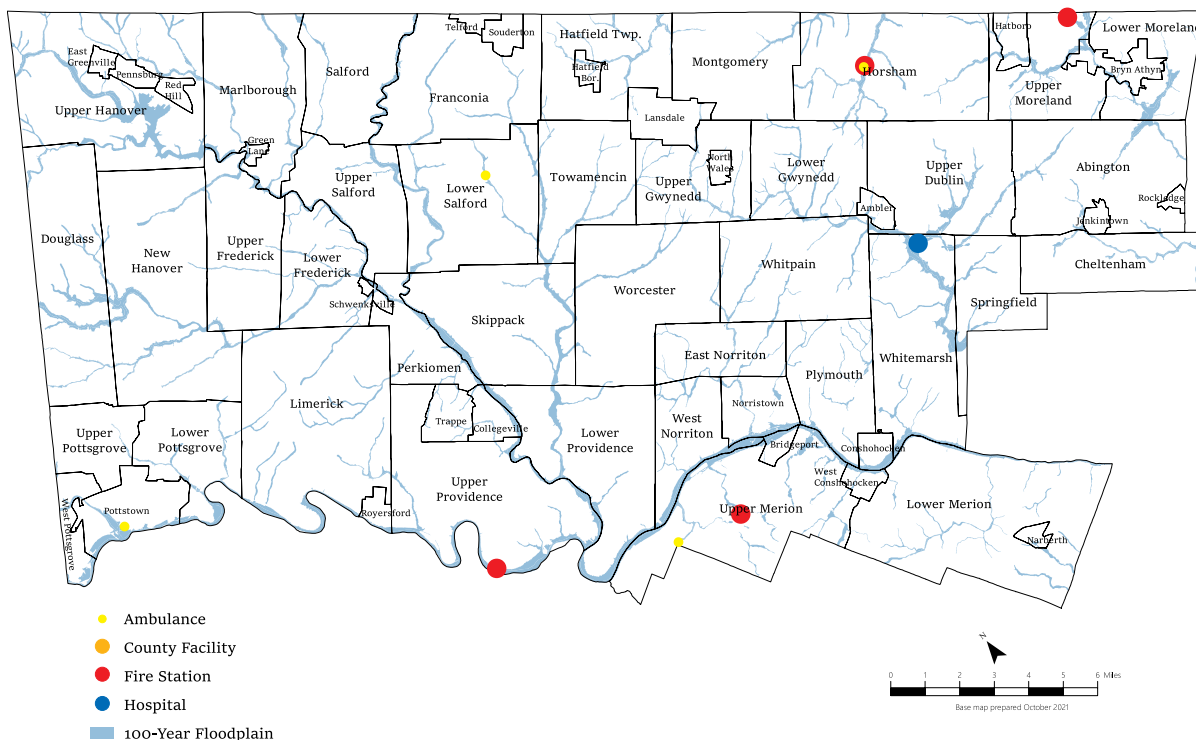 Telford
Souderton
Hatfield Twp.
Hatboro
Lower Moreland
East
Greenville
Pennsburg
Red
Hill
Salford
Montgomery
Hatfield
Bor.
Horsham
Bryn Athyn
Upper Hanover
Marlborough
Franconia
Upper
Moreland
Lansdale
Green
Lane
North
Wales
Upper
Salford
Lower
Salford
Towamencin
Upper
Gwynedd
Lower
Gwynedd
Upper
Dublin
Abington
Rockledge
Ambler
Jenkintown
Douglass
New
Hanover
Upper
Frederick
Lower
Frederick
Whitpain
Cheltenham
Worcester
Springfield
Schwenksville
Skippack
East Norriton
Whitemarsh
Perkiomen
Plymouth
Limerick
Norristown
Trappe
Collegeville
West
Norriton
Upper
Pottsgrove
Lower
Pottsgrove
Lower
Providence
Bridgeport
Conshohocken
West
Conshohocken
Upper
Providence
West Pottsgrove
Pottstown
Royersford
Upper Merion
Lower Merion
Narberth
Ambulance
County Facility
Fire Station
Hospital
100-Year Floodplain
N
0 1 2 3 4 5 6 Miles
Base map prepared October 2021